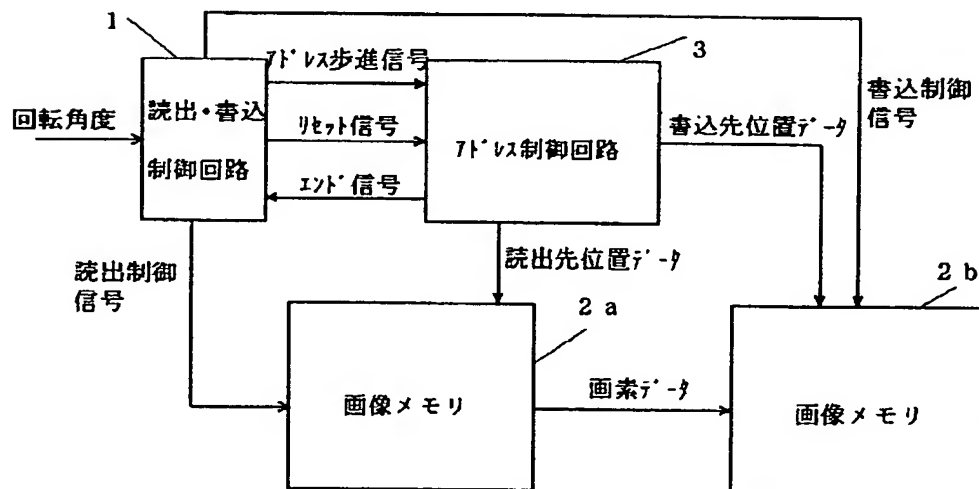 1
アドレス歩進信号
3
回転角度
読出・書込
制御回路
リセット信号
アドレス制御回路
書込先位置データ
書込制御
信号
エンド信号
読出制御
信号
読出先位置データ
2a
2b
画像メモリ
画素データ
画像メモリ